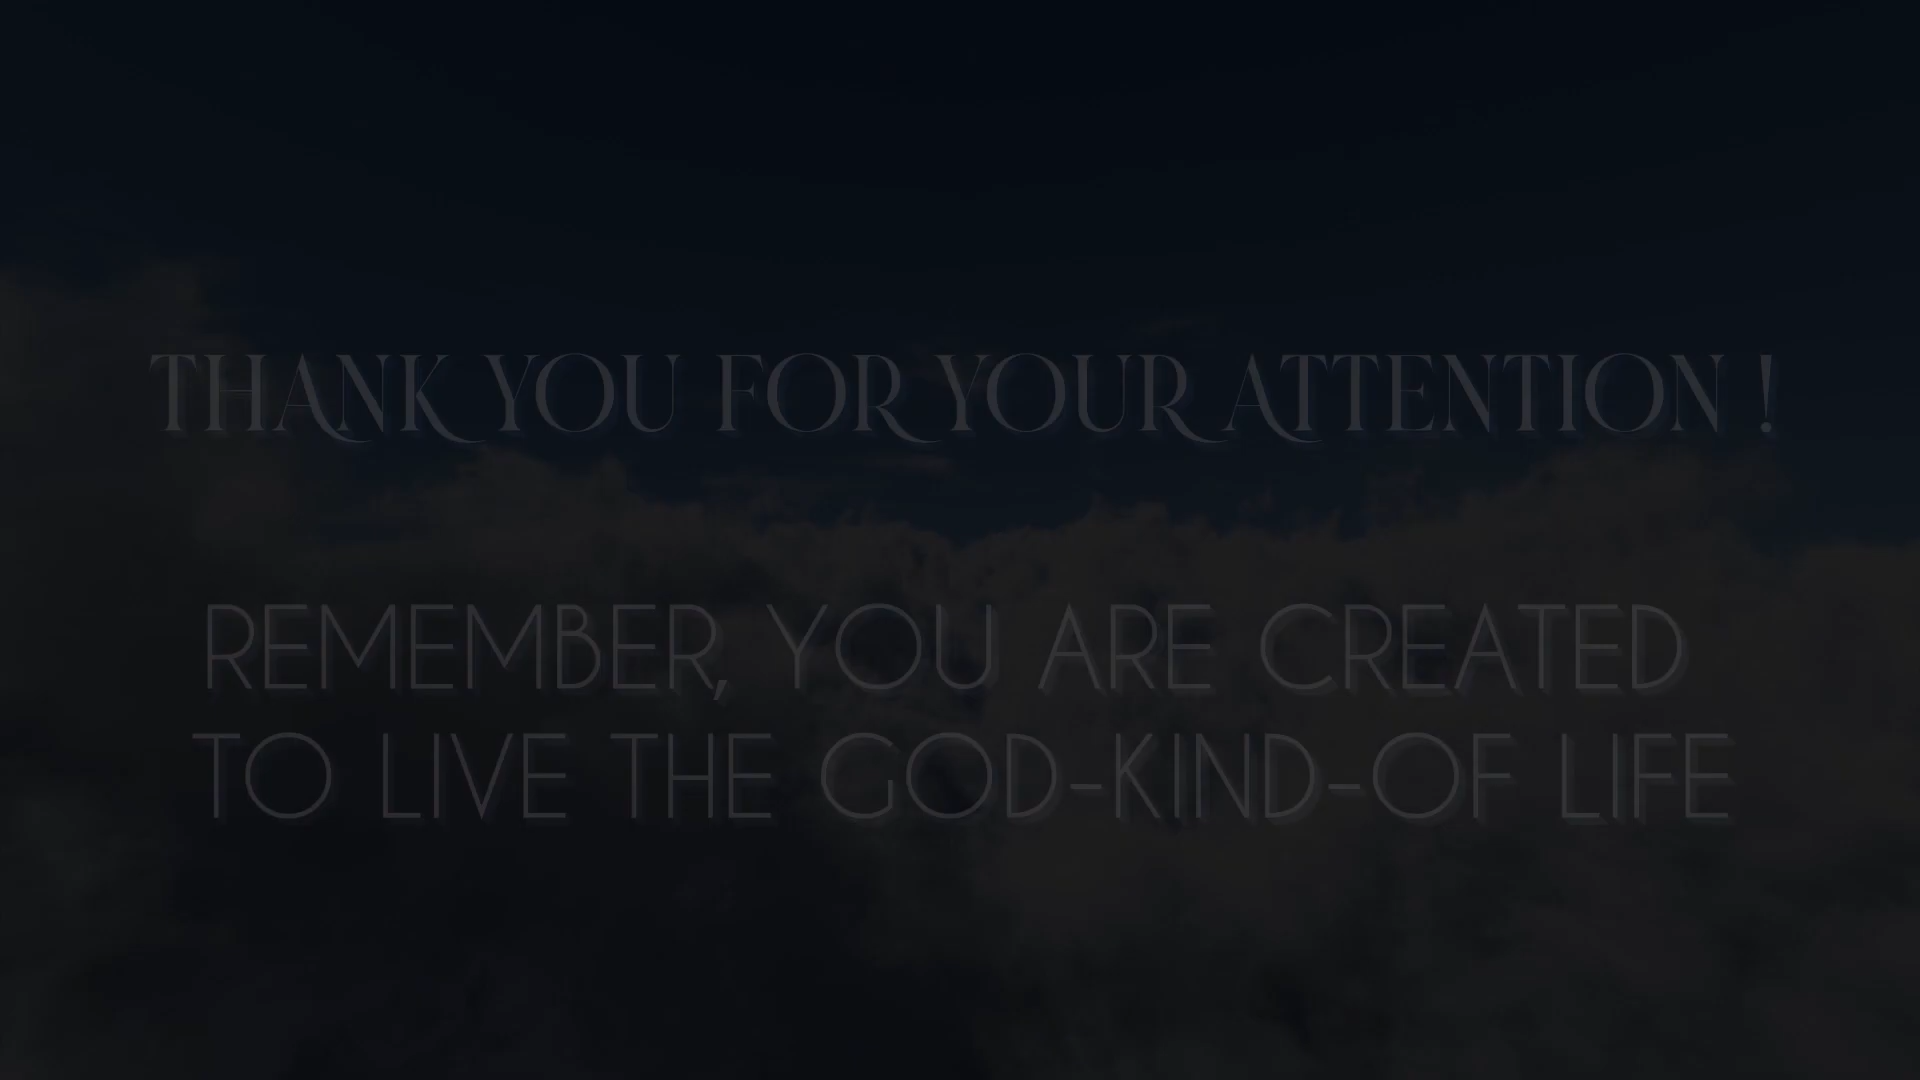 THANK YOU FOR YOUR ATTENTION !
REMEMBER, YOU ARE CREATED
TO LIVE THE GOD-KIND-OF LIFE